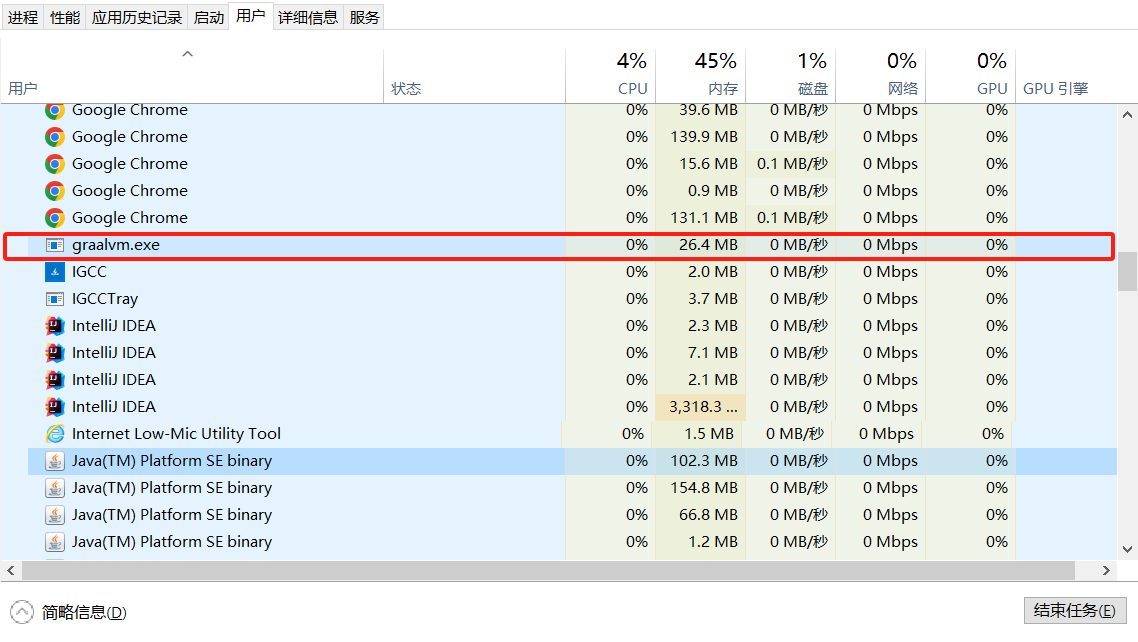 进程 性能 应用历史记录 启动 用户 详细信息 服务
4% 45% 1% 0% 0%
用户 状态 CPU 内存 磁盘 网络 GPU GPU 引擎
Google Chrome 0% 39.6 MB 0 MB/秒 0 Mbps 0%
Google Chrome 0% 139.9 MB 0 MB/秒 0 Mbps 0%
Google Chrome 0% 15.6 MB 0.1 MB/秒 0 Mbps 0%
Google Chrome 0% 0.9 MB 0 MB/秒 0 Mbps 0%
Google Chrome 0% 131.1 MB 0.1 MB/秒 0 Mbps 0%
graalvm.exe 0% 26.4 MB 0 MB/秒 0 Mbps 0%
IGCC 0% 2.0 MB 0 MB/秒 0 Mbps 0%
IGCCTray 0% 3.7 MB 0 MB/秒 0 Mbps 0%
IntelliJ IDEA 0% 2.3 MB 0 MB/秒 0 Mbps 0%
IntelliJ IDEA 0% 7.1 MB 0 MB/秒 0 Mbps 0%
IntelliJ IDEA 0% 2.1 MB 0 MB/秒 0 Mbps 0%
IntelliJ IDEA 0% 3,318.3 ... 0 MB/秒 0 Mbps 0%
Internet Low-Mic Utility Tool 0% 1.5 MB 0 MB/秒 0 Mbps 0%
Java(TM) Platform SE binary 0% 102.3 MB 0 MB/秒 0 Mbps 0%
Java(TM) Platform SE binary 0% 154.8 MB 0 MB/秒 0 Mbps 0%
Java(TM) Platform SE binary 0% 66.8 MB 0 MB/秒 0 Mbps 0%
Java(TM) Platform SE binary 0% 1.2 MB 0 MB/秒 0 Mbps 0%
简略信息(D) 结束任务(E)